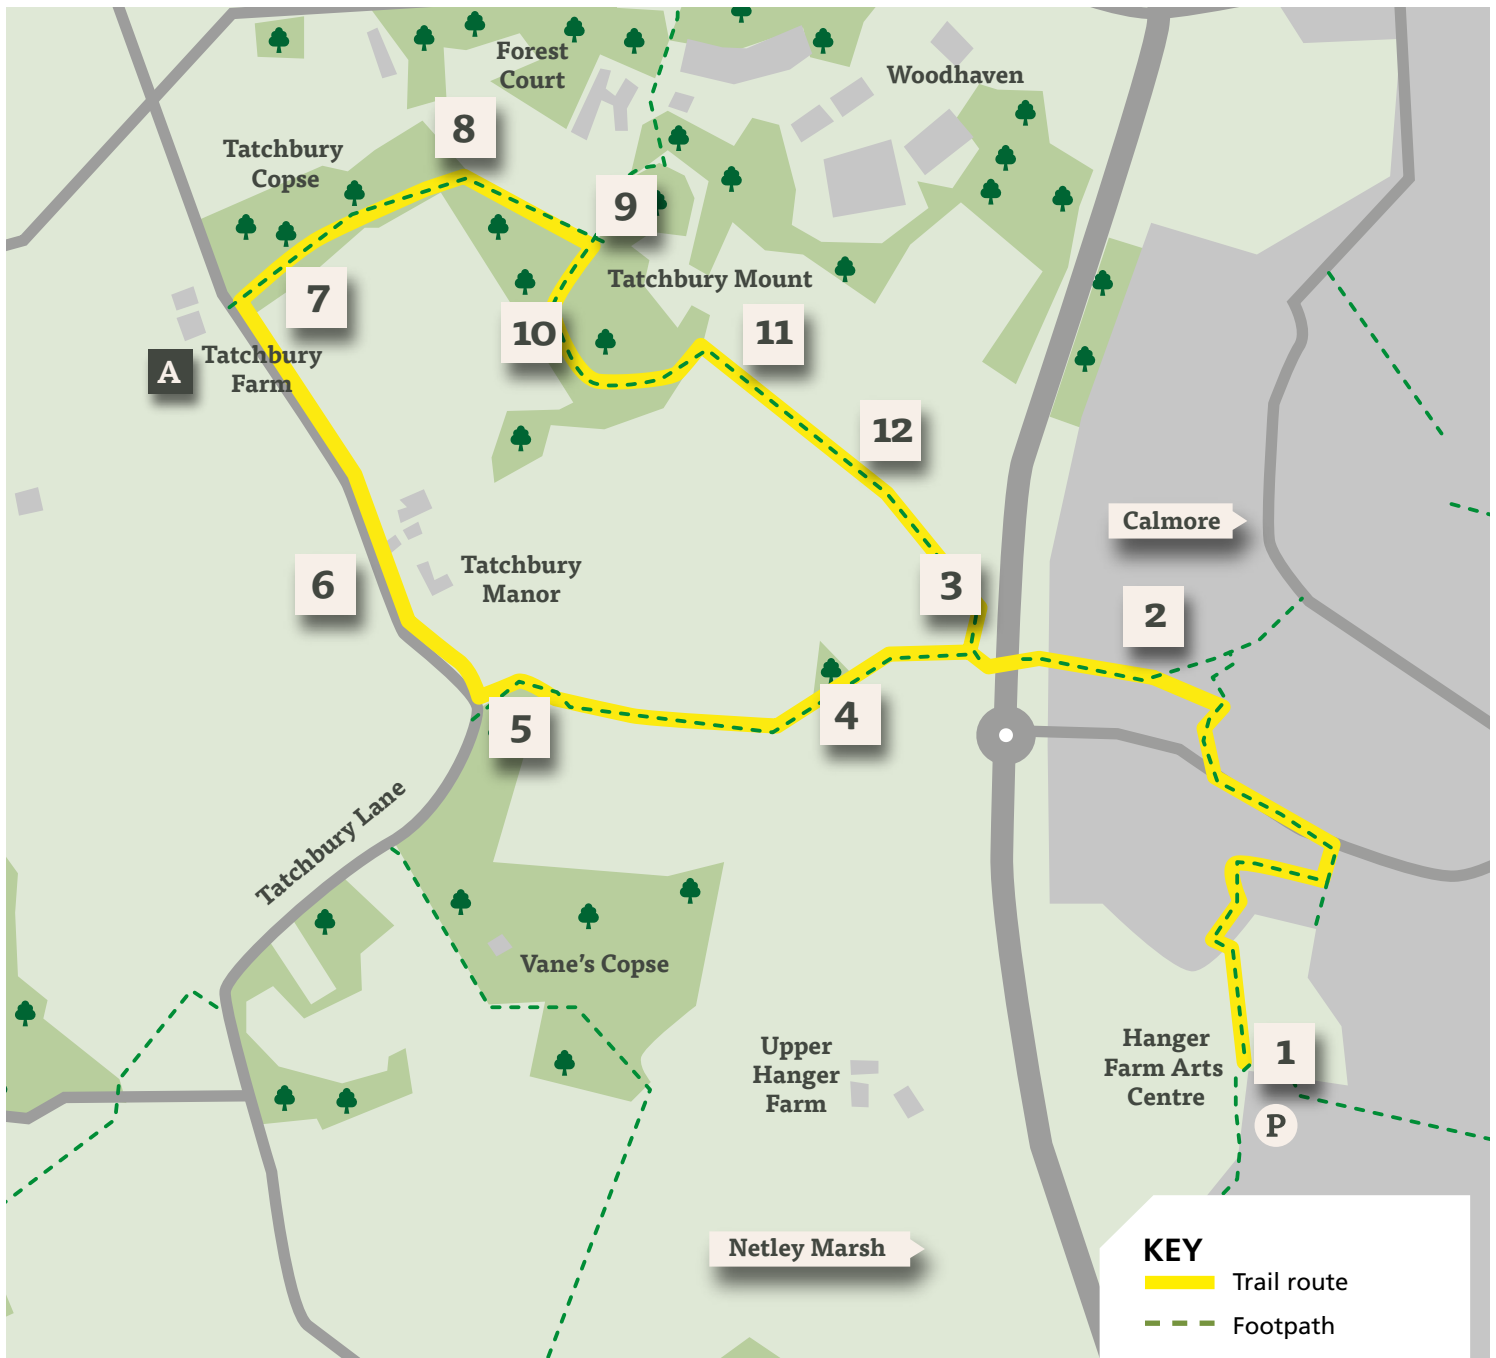 Forest
Court
Woodhaven
8
Tatchbury
Copse
9
Tatchbury Mount
7
10
11
A
Tatchbury
Farm
12
Calmore
6
Tatchbury
Manor
3
2
5
4
Tatchbury Lane
Vane's Copse
Upper
Hanger
Farm
Hanger
Farm Arts
Centre
1
P
Netley Marsh
KEY
Trail route
Footpath